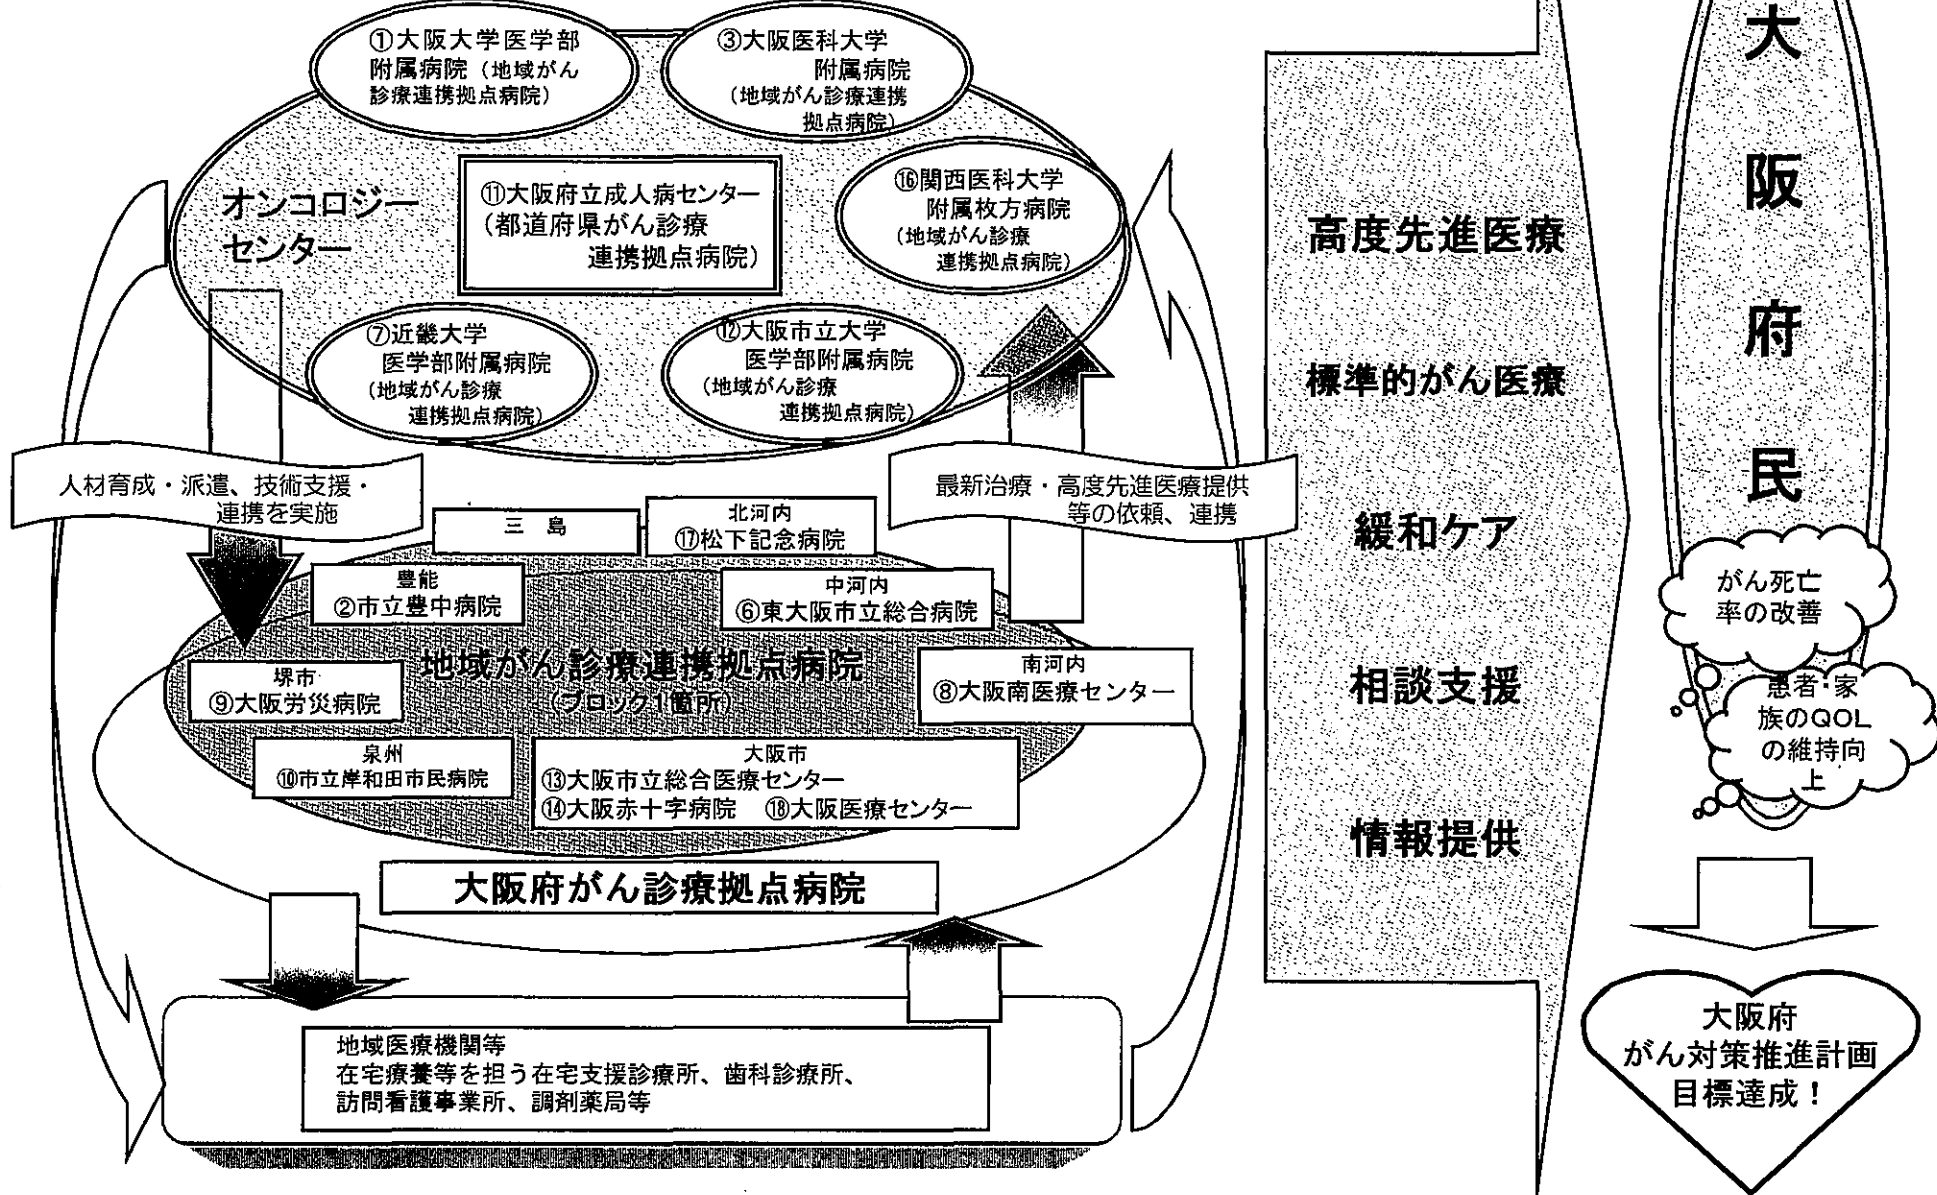 ①大阪大学医学部
附属病院（地域がん
診療連携拠点病院）
③大阪医科大学
附属病院
（地域がん診療連携
拠点病院）
オンコロジー
センター
⑪大阪府立成人病センター
（都道府県がん診療
連携拠点病院）
⑯関西医科大学
附属枚方病院
（地域がん診療
連携拠点病院）
⑦近畿大学
医学部附属病院
（地域がん診療
連携拠点病院）
⑫大阪市立大学
医学部附属病院
（地域がん診療
連携拠点病院）
人材育成・派遣、技術支援・
連携を実施
最新治療・高度先進医療提供
等の依頼、連携
三 島
北河内
⑰松下記念病院
豊能
②市立豊中病院
中河内
⑥東大阪市立総合病院
地域がん診療連携拠点病院
（ブロック1箇所）
堺市
⑨大阪労災病院
南河内
⑧大阪南医療センター
泉州
⑩市立岸和田市民病院
大阪市
⑬大阪市立総合医療センター
⑭大阪赤十字病院 ⑱大阪医療センター
大阪府がん診療拠点病院
地域医療機関等
在宅療養等を担う在宅支援診療所、歯科診療所、
訪問看護事業所、調剤薬局等
高度先進医療
標準的がん医療
緩和ケア
相談支援
情報提供
大阪府民
がん死亡
率の改善
患者・家
族のQOL
の維持向
上
大阪府
がん対策推進計画
目標達成！